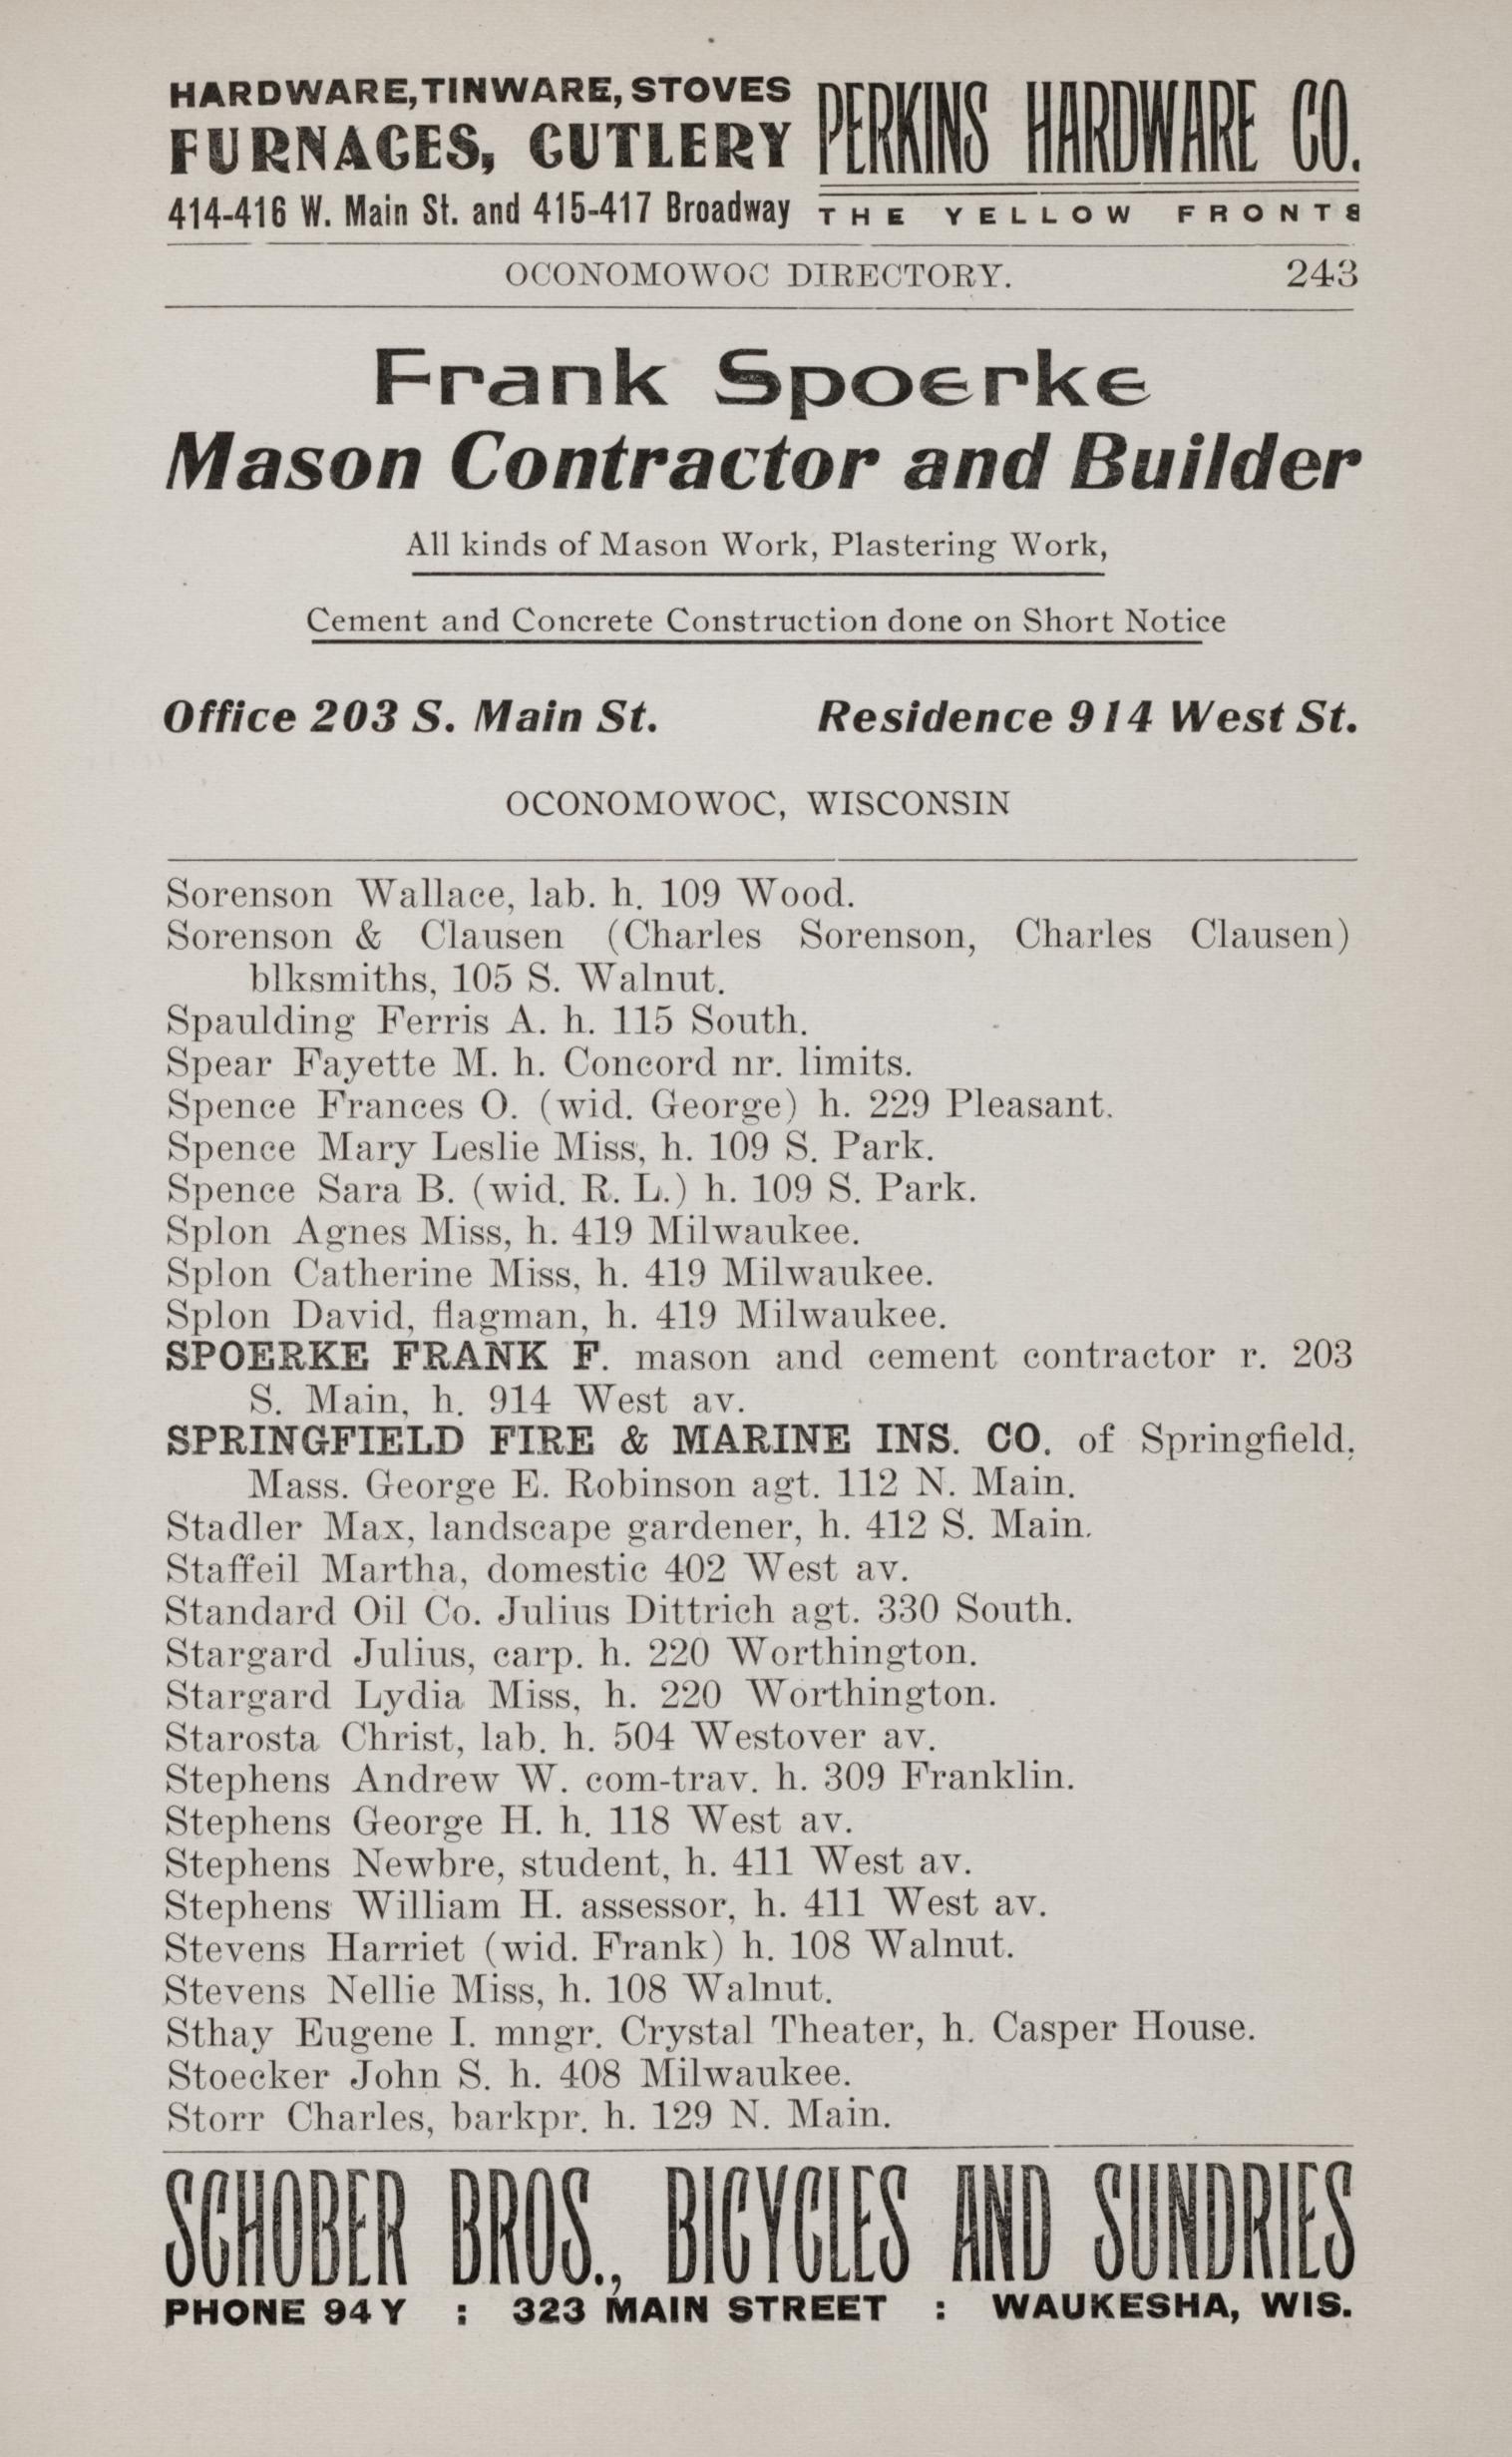 HARDWARE, TINWARE, STOVES
FURNACES, CUTLERY
414-416 W. Main St. and 415-417 Broadway
PERKINS HARDWARE CO.
THE YELLOW FRONTS
OCONOMOWOC DIRECTORY. 243
Frank Spoerke
Mason Contractor and Builder
All kinds of Mason Work, Plastering Work,
Cement and Concrete Construction done on Short Notice
Office 203 S. Main St. Residence 914 West St.
OCONOMOWOC, WISCONSIN
Sorenson Wallace, lab. h. 109 Wood.
Sorenson & Clausen (Charles Sorenson, Charles Clausen)
blksmiths, 105 S. Walnut.
Spaulding Ferris A. h. 115 South.
Spear Fayette M. h. Concord nr. limits.
Spence Frances O. (wid. George) h. 229 Pleasant.
Spence Mary Leslie Miss, h. 109 S. Park.
Spence Sara B. (wid. R. L.) h. 109 S. Park.
Splon Agnes Miss, h. 419 Milwaukee.
Splon Catherine Miss, h. 419 Milwaukee.
Splon David, flagman, h. 419 Milwaukee.
SPOERKE FRANK F. mason and cement contractor r. 203
S. Main, h. 914 West av.
SPRINGFIELD FIRE & MARINE INS. CO. of Springfield,
Mass. George E. Robinson agt. 112 N. Main.
Stadler Max, landscape gardener, h. 412 S. Main.
Staffeil Martha, domestic 402 West av.
Standard Oil Co. Julius Dittrich agt. 330 South.
Stargard Julius, carp. h. 220 Worthington.
Stargard Lydia Miss, h. 220 Worthington.
Starosta Christ, lab. h. 504 Westover av.
Stephens Andrew W. com-trav. h. 309 Franklin.
Stephens George H. h. 118 West av.
Stephens Newbre, student, h. 411 West av.
Stephens William H. assessor, h. 411 West av.
Stevens Harriet (wid. Frank) h. 108 Walnut.
Stevens Nellie Miss, h. 108 Walnut.
Sthay Eugene I. mngr. Crystal Theater, h. Casper House.
Stoecker John S. h. 408 Milwaukee.
Storr Charles, barkpr. h. 129 N. Main.
SCHOBER BROS., BICYCLES AND SUNDRIES
PHONE 94 Y : 323 MAIN STREET : WAUKESHA, WIS.